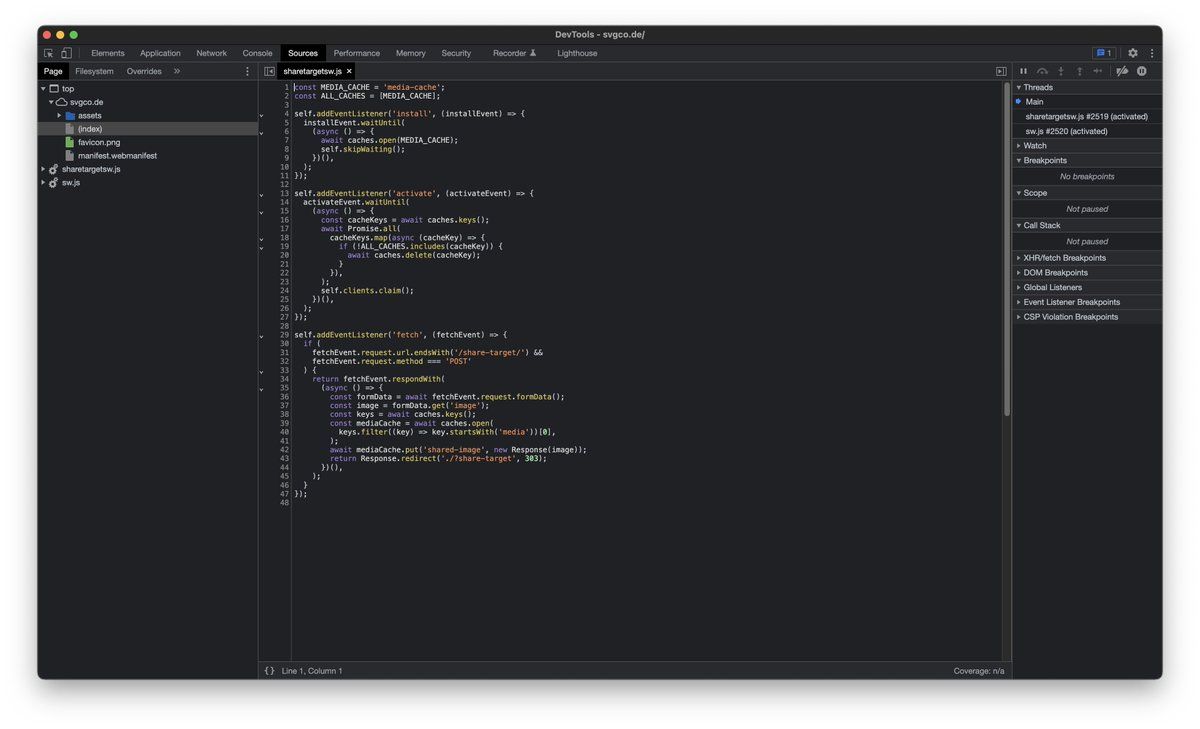 DevTools - svgco.de/
Elements Application Network Console Sources Performance Memory Security Recorder Lighthouse 1
Page Filesystem Overrides »
sharetargetsw.js ×
top
svgco.de
assets
(index)
favicon.png
manifest.webmanifest
sharetargetsw.js
sw.js
1 const MEDIA_CACHE = 'media-cache';
2 const ALL_CACHES = [MEDIA_CACHE];
3
4 self.addEventListener('install', (installEvent) => {
5 installEvent.waitUntil(
6 (async () => {
7 await caches.open(MEDIA_CACHE);
8 self.skipWaiting();
9 })(),
10 );
11 });
12
13 self.addEventListener('activate', (activateEvent) => {
14 activateEvent.waitUntil(
15 (async () => {
16 const cacheKeys = await caches.keys();
17 await Promise.all(
18 cacheKeys.map(async (cacheKey) => {
19 if (!ALL_CACHES.includes(cacheKey)) {
20 await caches.delete(cacheKey);
21 }
22 }),
23 );
24 self.clients.claim();
25 })(),
26 );
27 });
28
29 self.addEventListener('fetch', (fetchEvent) => {
30 if (
31 fetchEvent.request.url.endsWith('/share-target/') &&
32 fetchEvent.request.method === 'POST'
33 ) {
34 return fetchEvent.respondWith(
35 (async () => {
36 const formData = await fetchEvent.request.formData();
37 const image = formData.get('image');
38 const keys = await caches.keys();
39 const mediaCache = await caches.open(
40 keys.filter((key) => key.startsWith('media'))[0],
41 );
42 await mediaCache.put('shared-image', new Response(image));
43 return Response.redirect('./?share-target', 303);
44 })(),
45 );
46 }
47 });
48
{ } Line 1, Column 1
Coverage: n/a
Threads
Main
sharetargetsw.js #2519 (activated)
sw.js #2520 (activated)
Watch
Breakpoints
No breakpoints
Scope
Not paused
Call Stack
Not paused
XHR/fetch Breakpoints
DOM Breakpoints
Global Listeners
Event Listener Breakpoints
CSP Violation Breakpoints